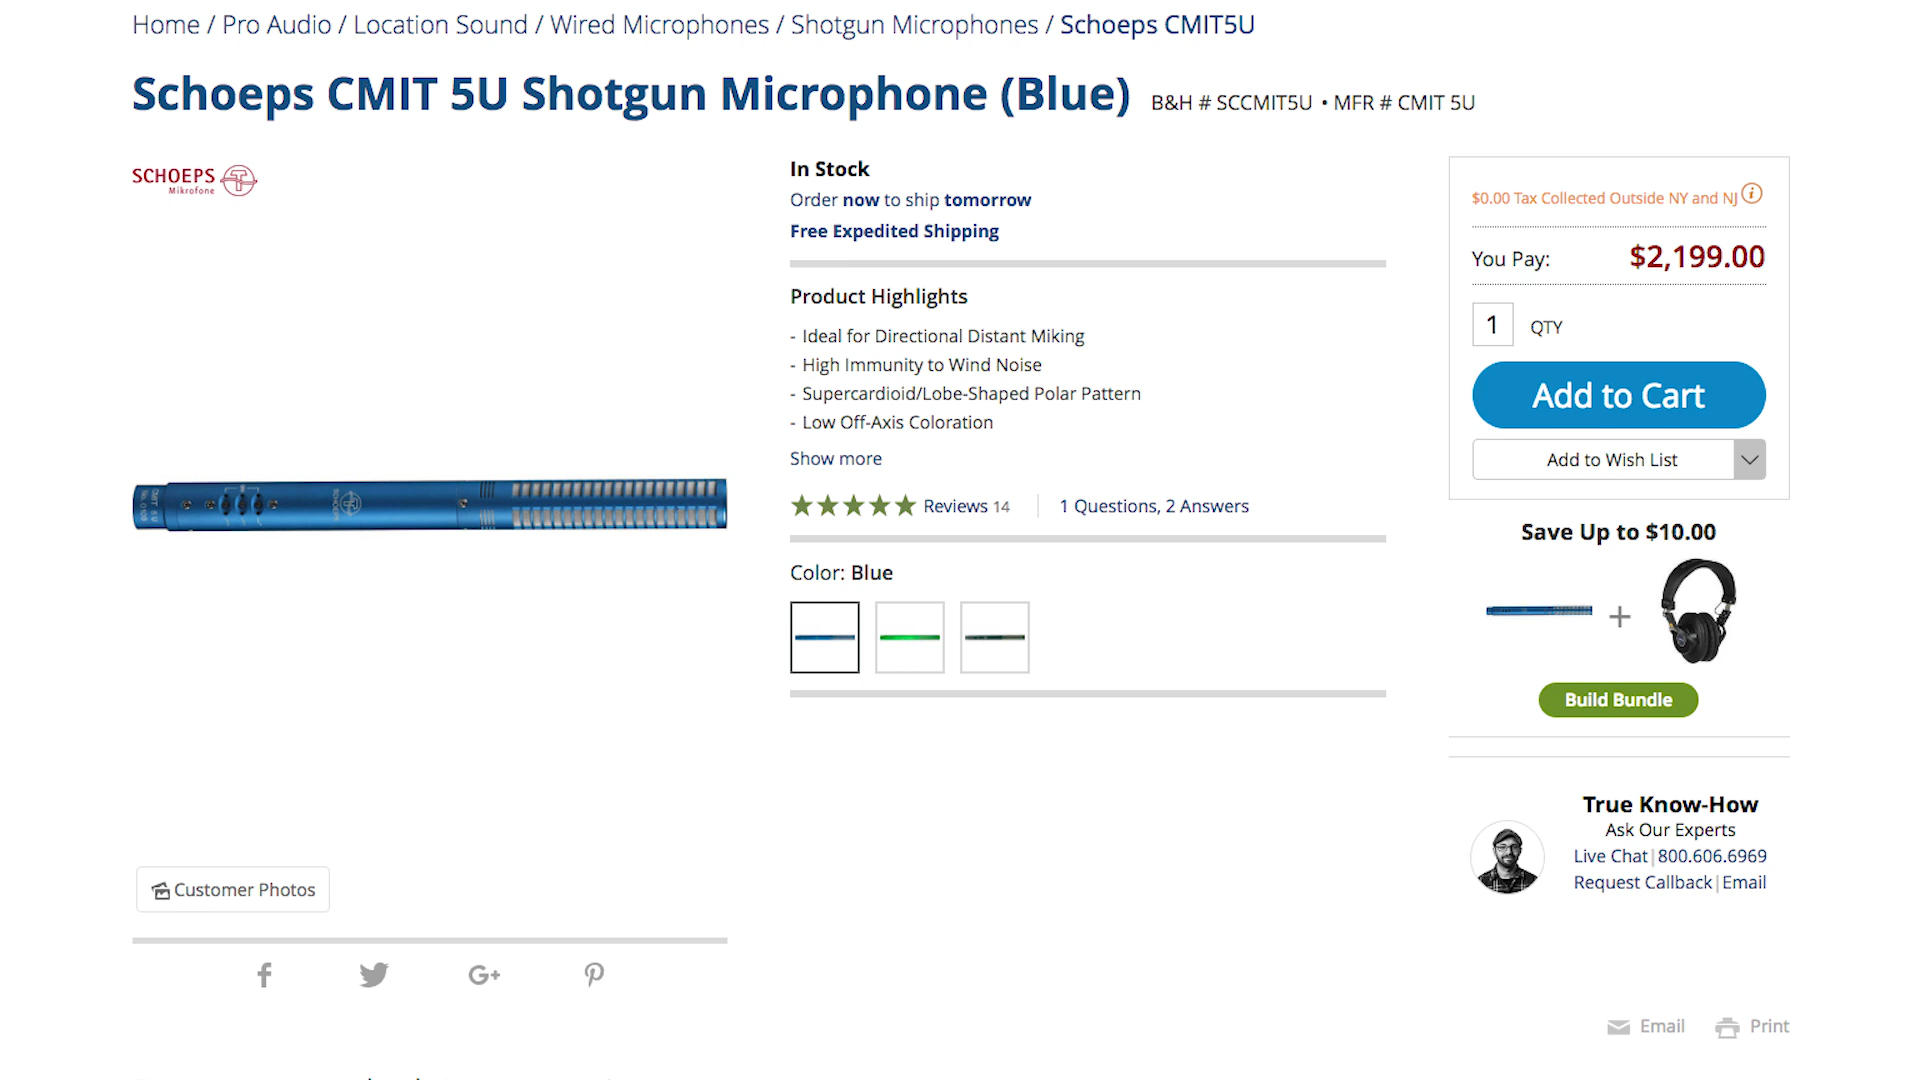 Home / Pro Audio / Location Sound / Wired Microphones / Shotgun Microphones / Schoeps CMIT5U
Schoeps CMIT 5U Shotgun Microphone (Blue) B&H # SCCMIT5U • MFR # CMIT 5U
SCHOEPS
Mikrofone
In Stock
Order now to ship tomorrow
Free Expedited Shipping
Product Highlights
- Ideal for Directional Distant Miking
- High Immunity to Wind Noise
- Supercardioid/Lobe-Shaped Polar Pattern
- Low Off-Axis Coloration
Show more
Reviews 14
1 Questions, 2 Answers
Color: Blue
$0.00 Tax Collected Outside NY and NJ
You Pay: $2,199.00
1 QTY
Add to Cart
Add to Wish List
Save Up to $10.00
Build Bundle
True Know-How
Ask Our Experts
Live Chat|800.606.6969
Request Callback|Email
CMIT 5U
SCHOEPS
Customer Photos
Email
Print